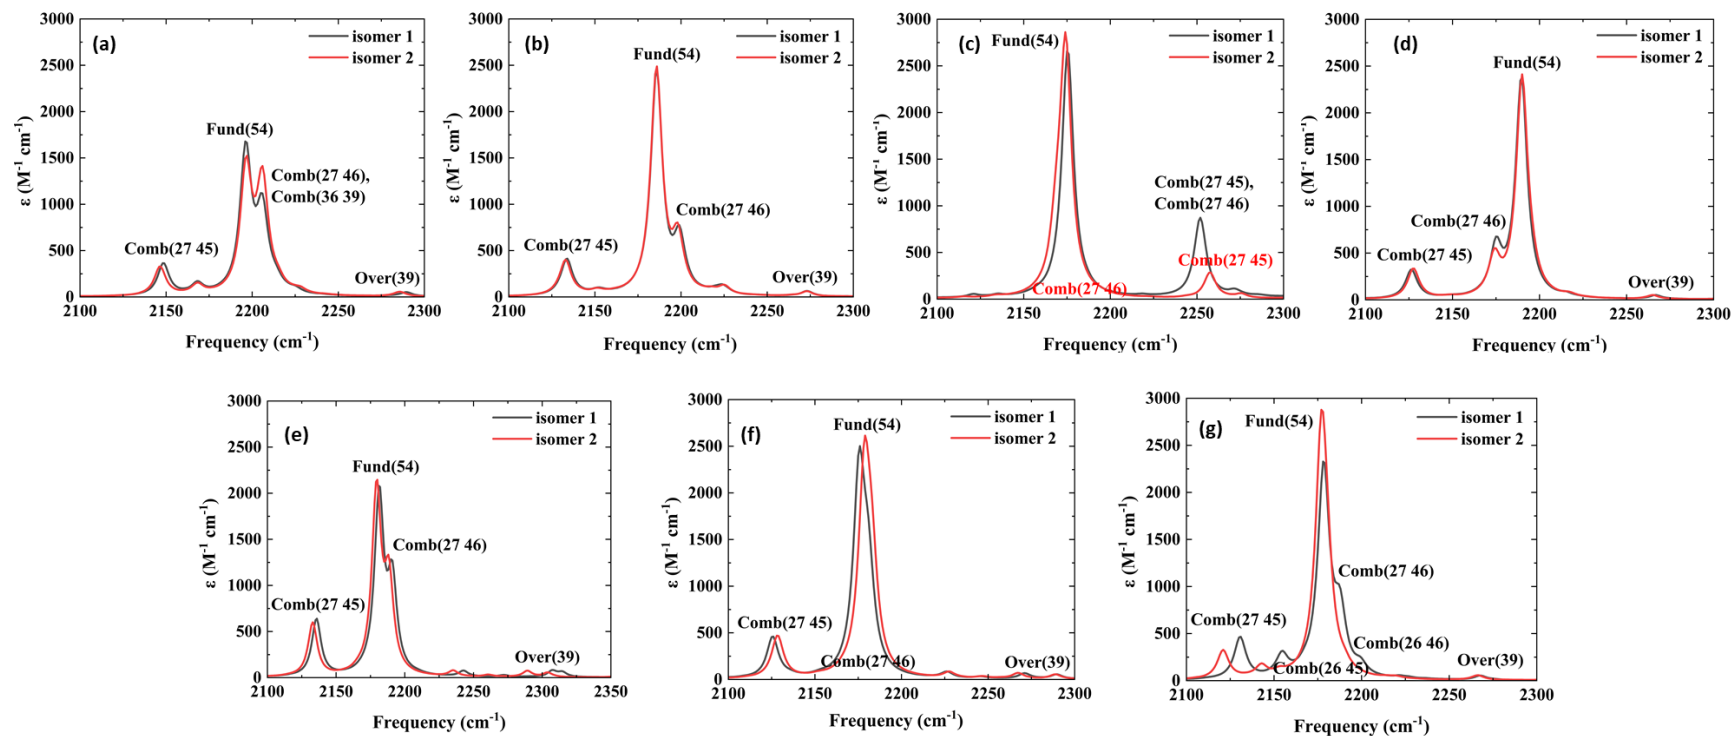 (a)
isomer 1
isomer 2
Fund(54)
Comb(27 46),
Comb(36 39)
Comb(27 45)
Over(39)
3000
2500
2000
1500
1000
500
0
2100 2150 2200 2250 2300
ε (M⁻¹ cm⁻¹)
Frequency (cm⁻¹)
(b)
isomer 1
isomer 2
Fund(54)
Comb(27 46)
Comb(27 45)
Over(39)
3000
2500
2000
1500
1000
500
0
2100 2150 2200 2250 2300
ε (M⁻¹ cm⁻¹)
Frequency (cm⁻¹)
(c)
isomer 1
isomer 2
Fund(54)
Comb(27 45),
Comb(27 46)
Comb(27 45)
Comb(27 46)
3000
2500
2000
1500
1000
500
0
2100 2150 2200 2250 2300
ε (M⁻¹ cm⁻¹)
Frequency (cm⁻¹)
(d)
isomer 1
isomer 2
Fund(54)
Comb(27 46)
Comb(27 45)
Over(39)
3000
2500
2000
1500
1000
500
0
2100 2150 2200 2250 2300
ε (M⁻¹ cm⁻¹)
Frequency (cm⁻¹)
(e)
isomer 1
isomer 2
Fund(54)
Comb(27 46)
Comb(27 45)
Over(39)
3000
2500
2000
1500
1000
500
0
2100 2150 2200 2250 2300 2350
ε (M⁻¹ cm⁻¹)
Frequency (cm⁻¹)
(f)
isomer 1
isomer 2
Fund(54)
Comb(27 45)
Comb(27 46)
Over(39)
3000
2500
2000
1500
1000
500
0
2100 2150 2200 2250 2300
ε (M⁻¹ cm⁻¹)
Frequency (cm⁻¹)
(g)
isomer 1
isomer 2
Fund(54)
Comb(27 46)
Comb(27 45)
Comb(26 46)
Comb(26 45)
Over(39)
3000
2500
2000
1500
1000
500
0
2100 2150 2200 2250 2300
ε (M⁻¹ cm⁻¹)
Frequency (cm⁻¹)